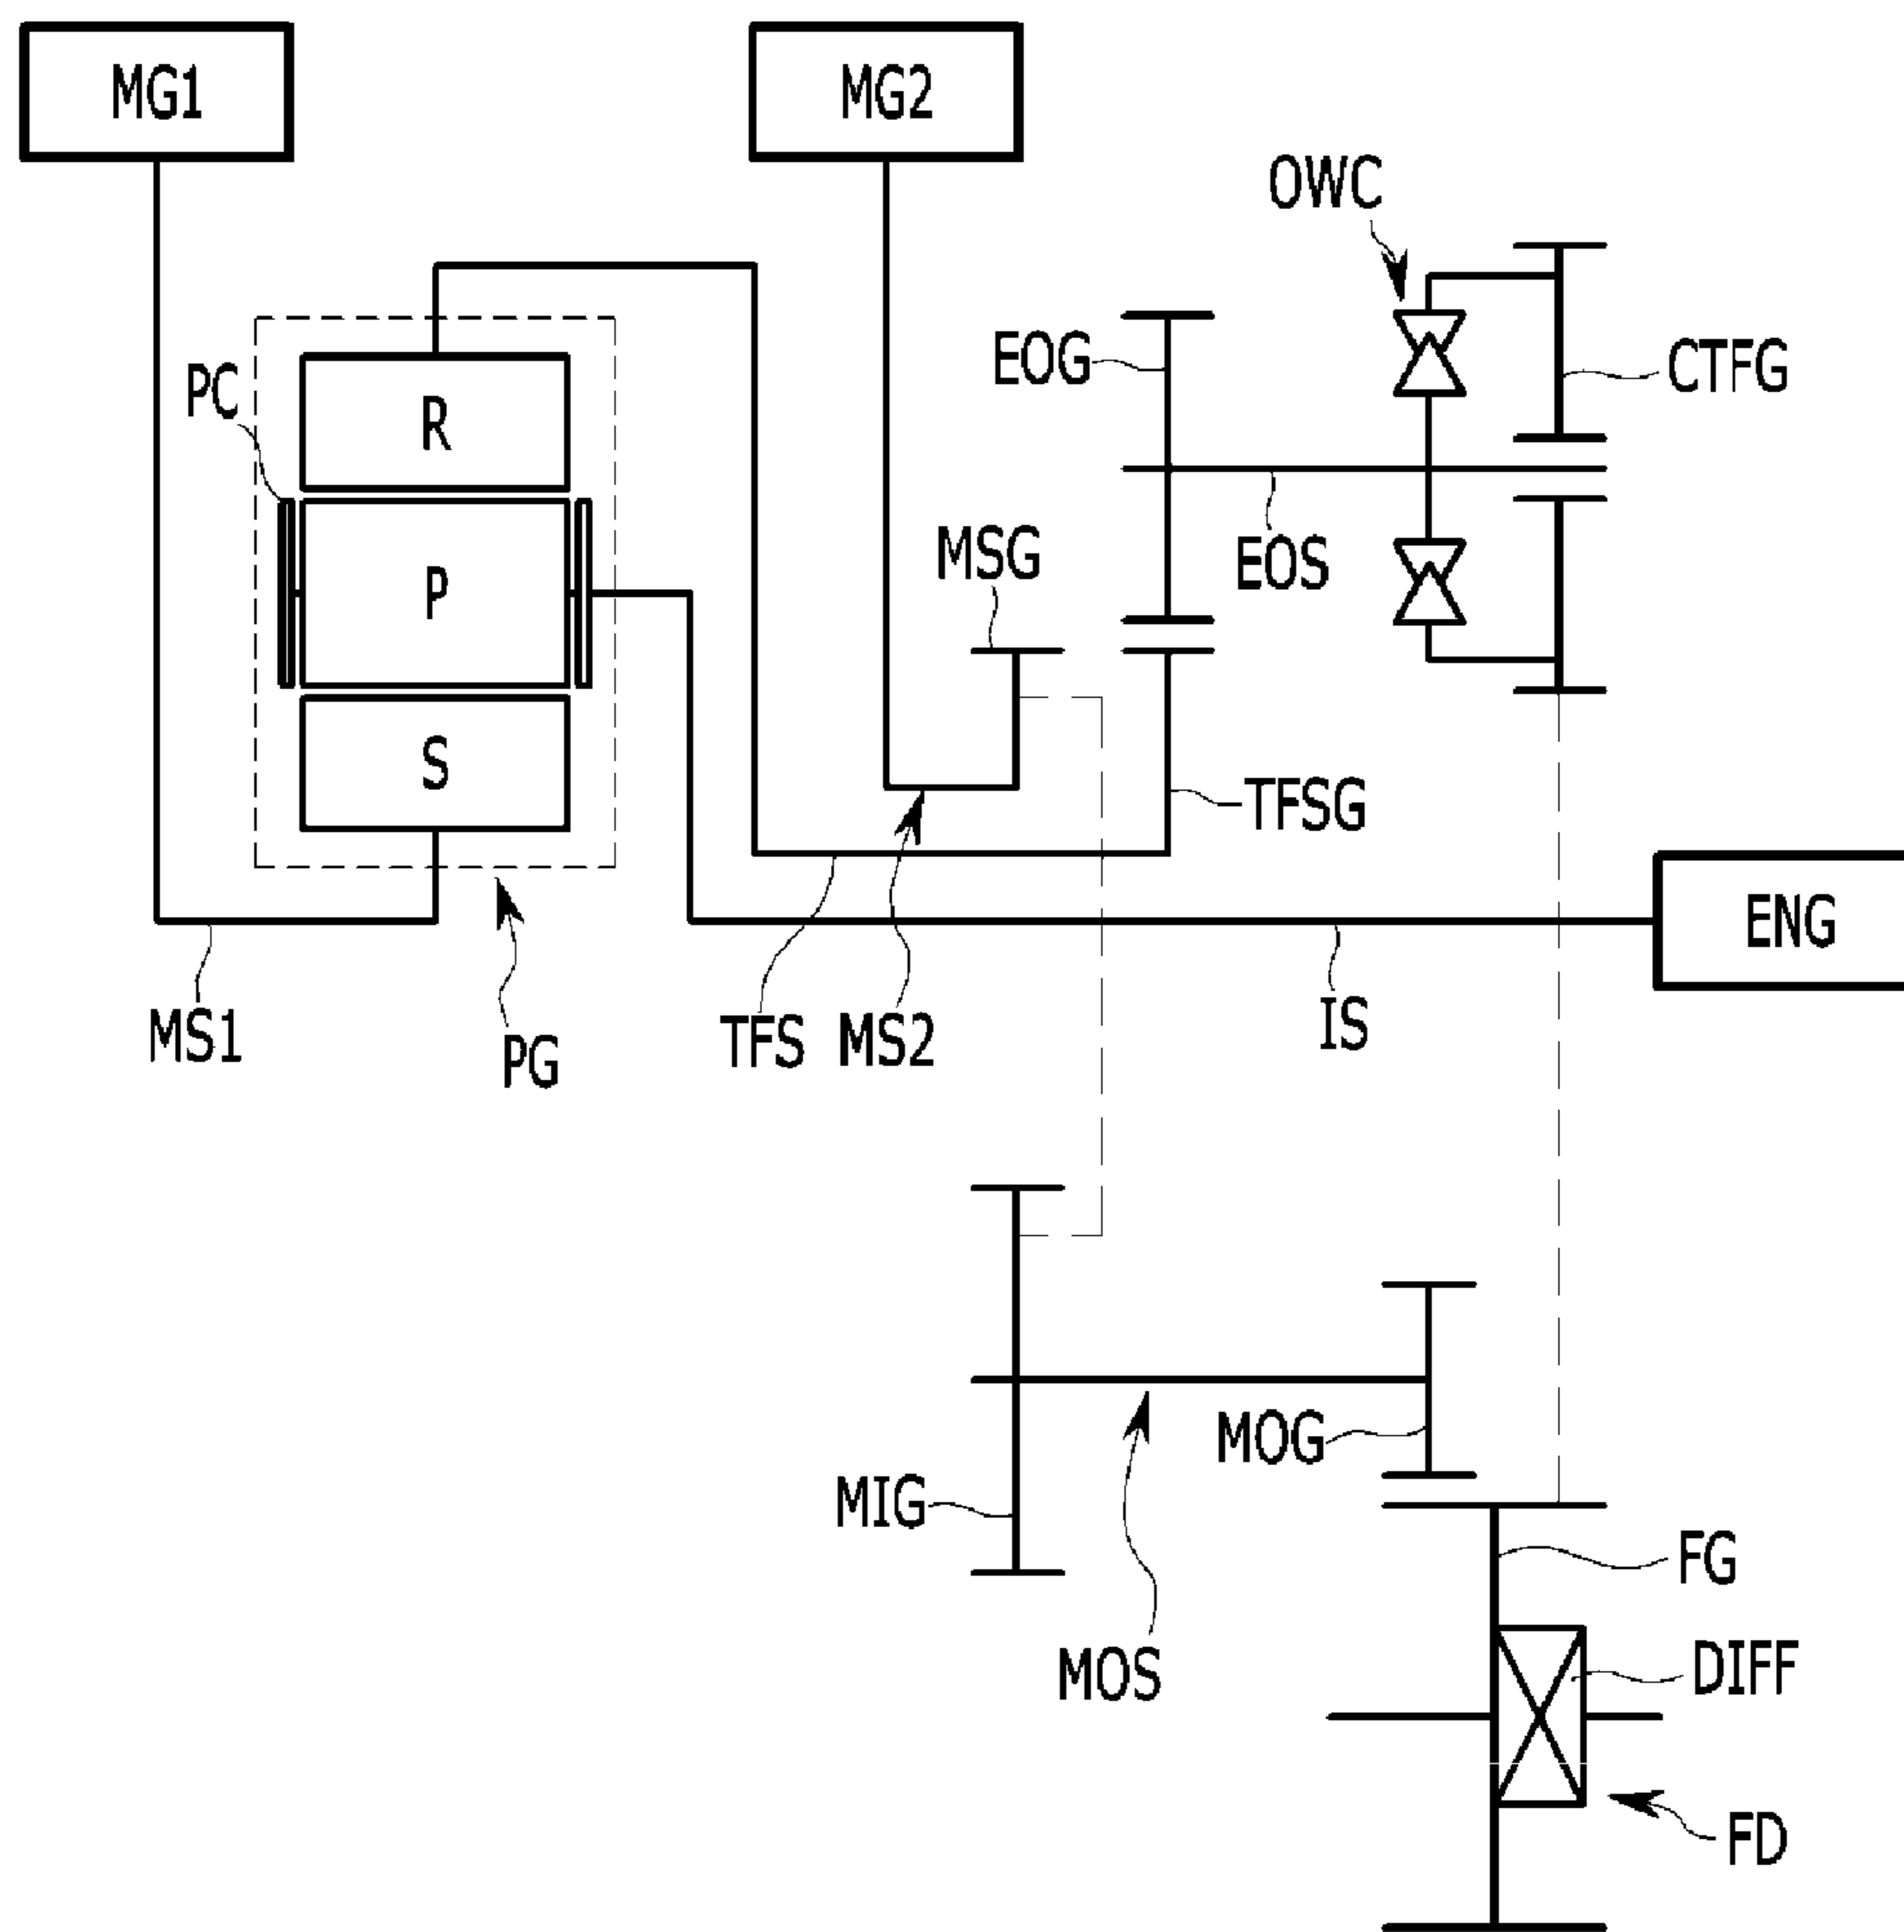 MG1
MG2
OWC
EOG
CTFG
PC
R
MSG
EOS
P
S
TFSG
ENG
MS1
TFS
MS2
IS
PG
MOG
MIG
FG
MOS
DIFF
FD